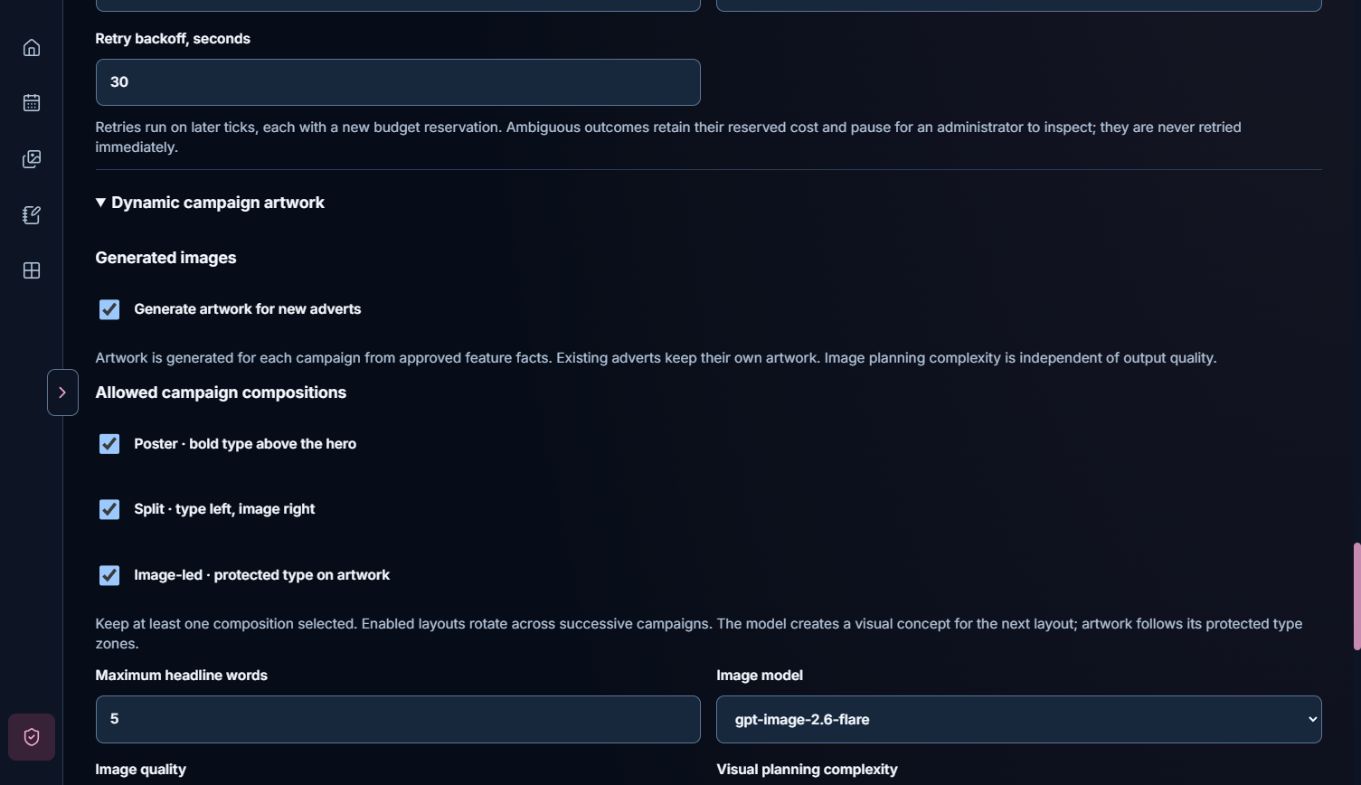 Retry backoff, seconds
30
Retries run on later ticks, each with a new budget reservation. Ambiguous outcomes retain their reserved cost and pause for an administrator to inspect; they are never retried
immediately.
▼ Dynamic campaign artwork
Generated images
Generate artwork for new adverts
Artwork is generated for each campaign from approved feature facts. Existing adverts keep their own artwork. Image planning complexity is independent of output quality.
Allowed campaign compositions
Poster · bold type above the hero
Split · type left, image right
Image-led · protected type on artwork
Keep at least one composition selected. Enabled layouts rotate across successive campaigns. The model creates a visual concept for the next layout; artwork follows its protected type
zones.
Maximum headline words
Image model
5
gpt-image-2.6-flare
Image quality
Visual planning complexity